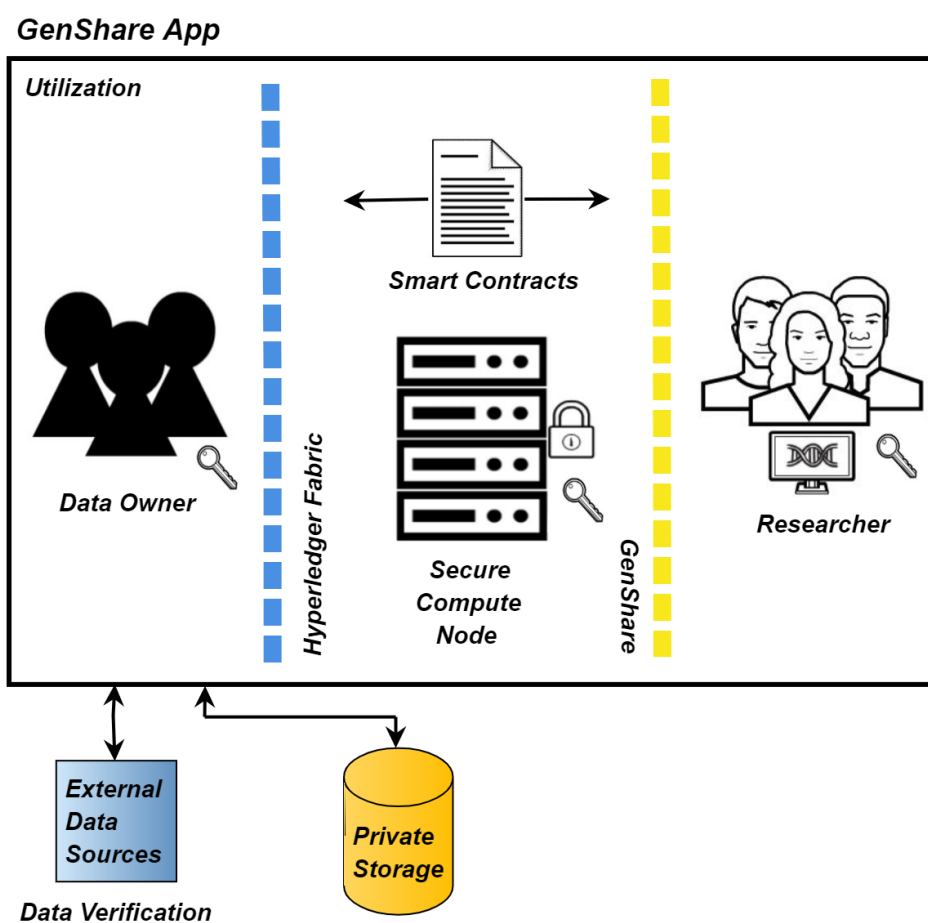 GenShare App
Utilization
Smart Contracts
Data Owner
Hyperledger Fabric
Secure
Compute
Node
GenShare
Researcher
External
Data
Sources
Data Verification
Private
Storage